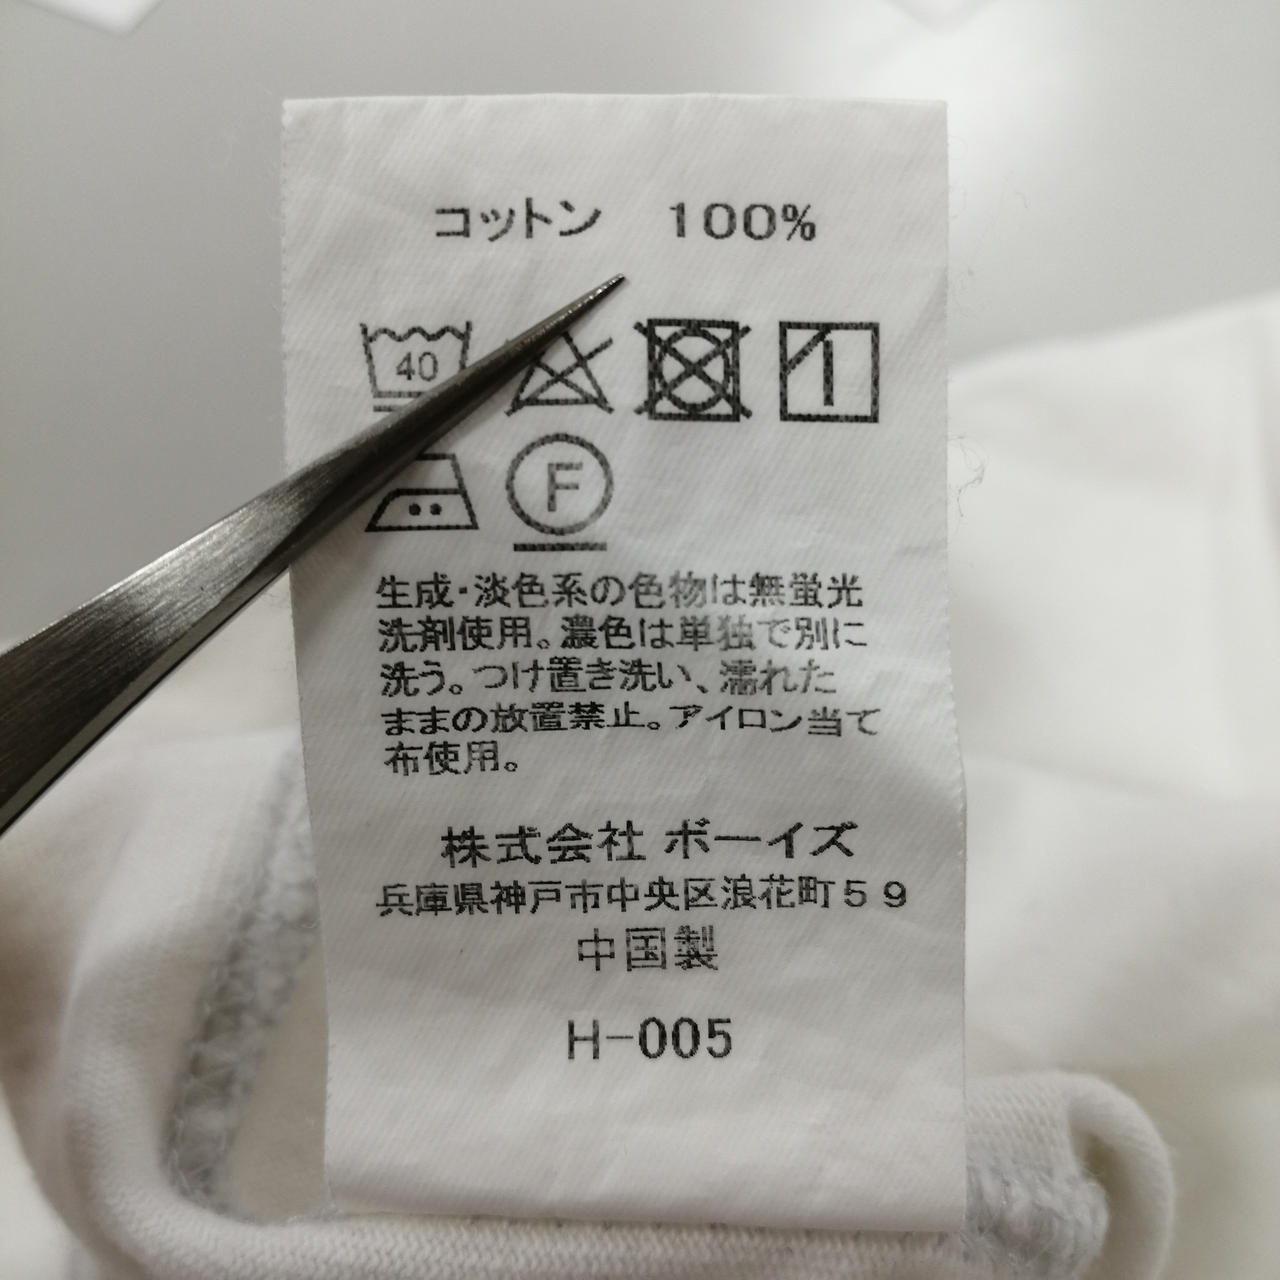 コットン　100%
40
F
生成・淡色系の色物は無蛍光
洗剤使用。濃色は単独で別に
洗う。つけ置き洗い、濡れた
ままの放置禁止。アイロン当て
布使用。
株式会社 ボーイズ
兵庫県神戸市中央区浪花町５９
中国製
H-005